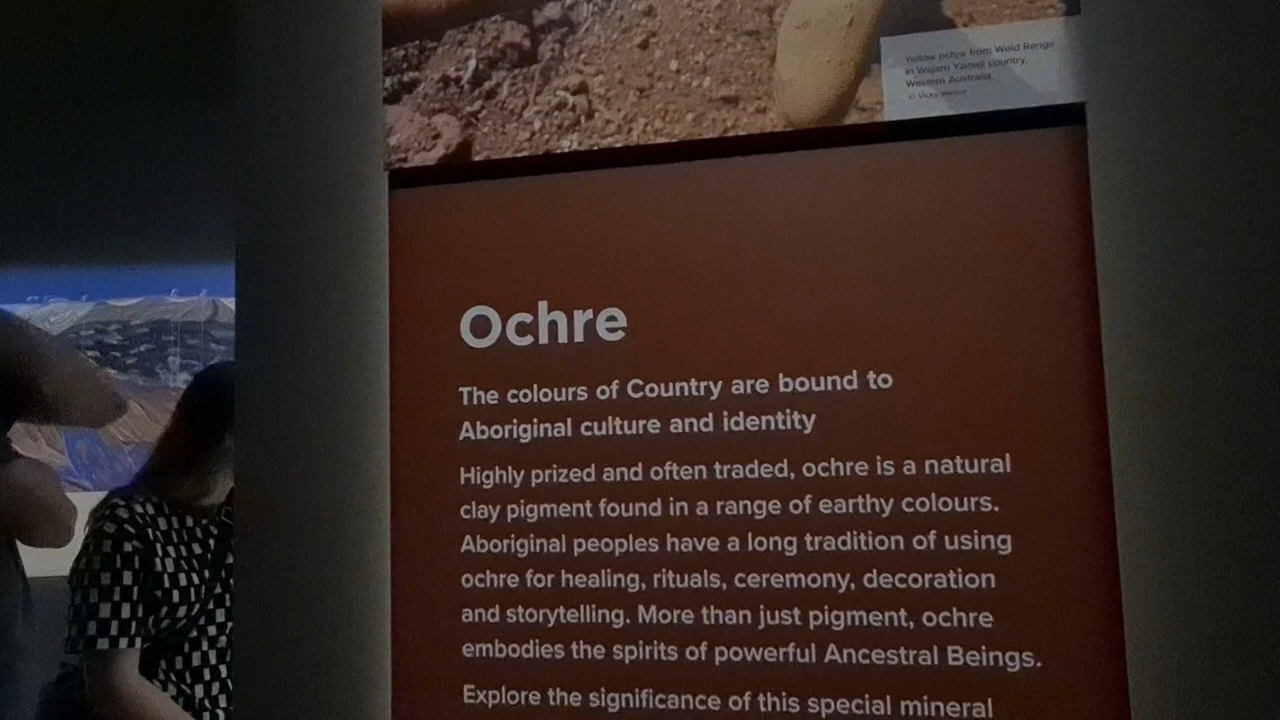 Yellow ochre from Weld Range
in Wajarri Yamaji country,
Western Australia.
Ochre
The colours of Country are bound to
Aboriginal culture and identity
Highly prized and often traded, ochre is a natural
clay pigment found in a range of earthy colours.
Aboriginal peoples have a long tradition of using
ochre for healing, rituals, ceremony, decoration
and storytelling. More than just pigment, ochre
embodies the spirits of powerful Ancestral Beings.
Explore the significance of this special mineral